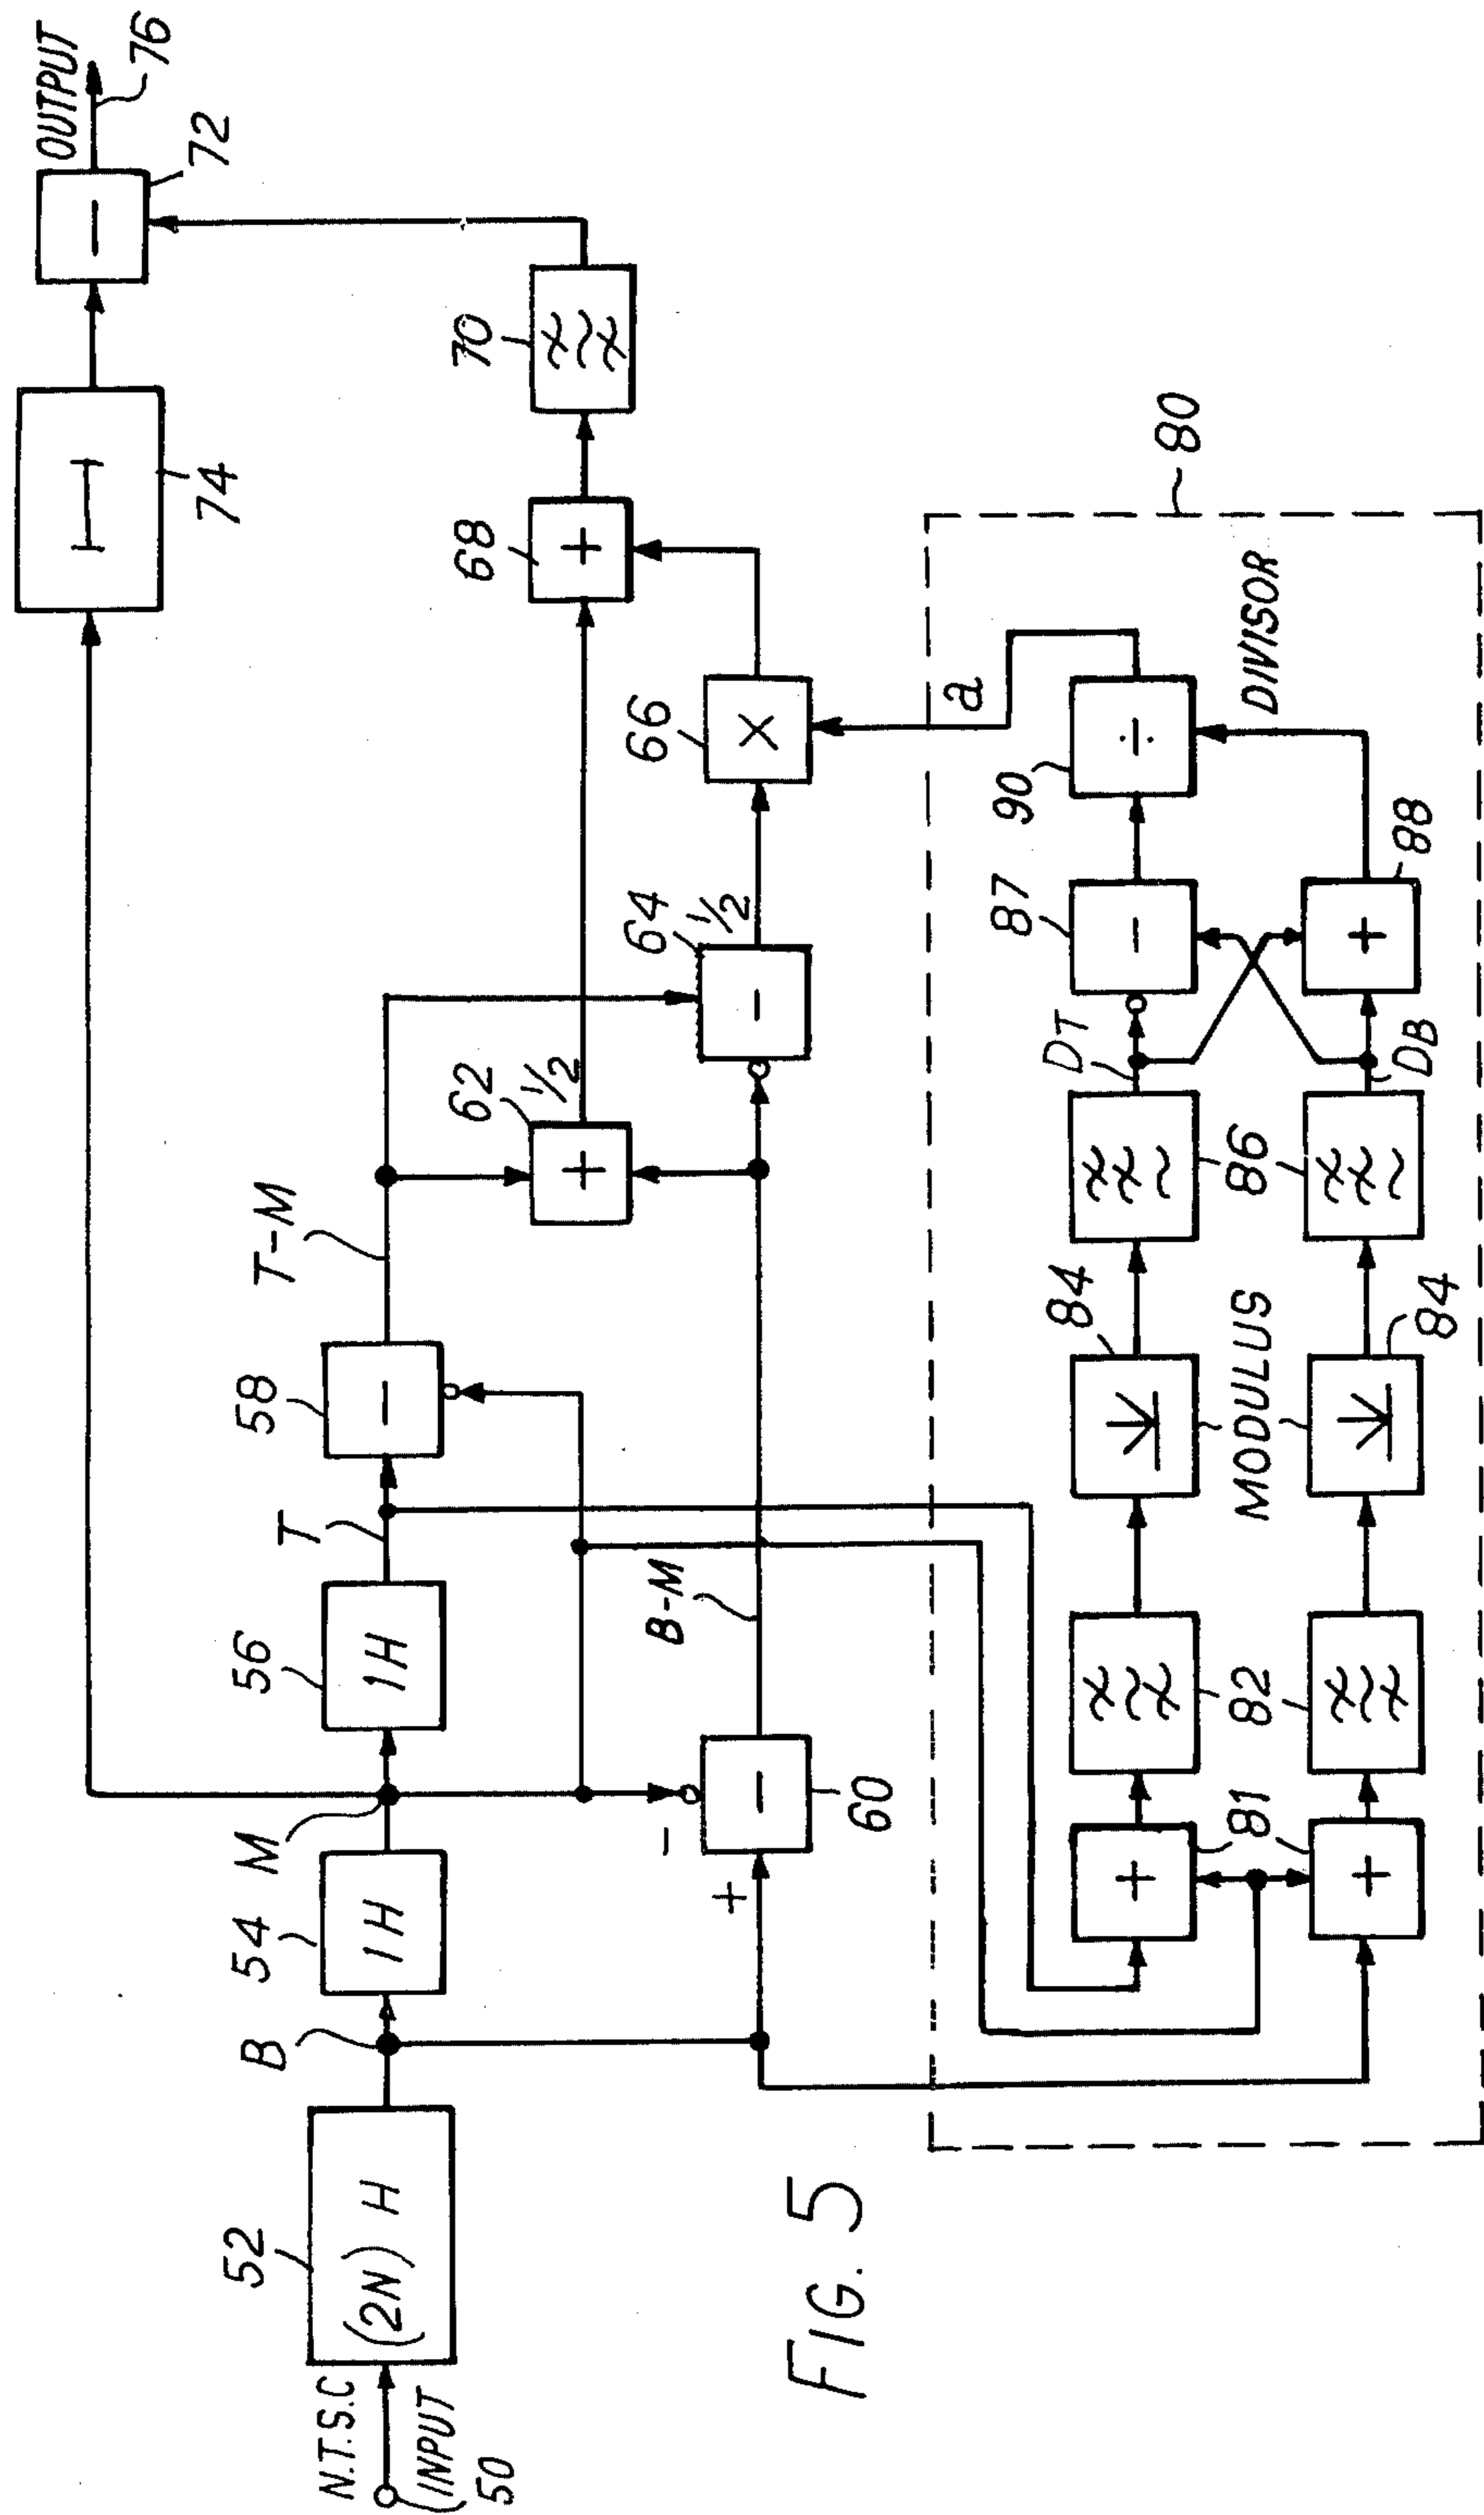 N.T.S.C
INPUT
50
52
(2N) H
B
54
1H
M
56
1H
T
58
−
T-M
74
OUTPUT
72
−
76
+
−
60
−
B-M
62
1/2
+
64
1/2
−
66
×
68
+
70
80
81
+
+
82
84
MODULUS
84
86
DT
DB
87
−
88
+
90
÷
DIVISOR
a
FIG. 5